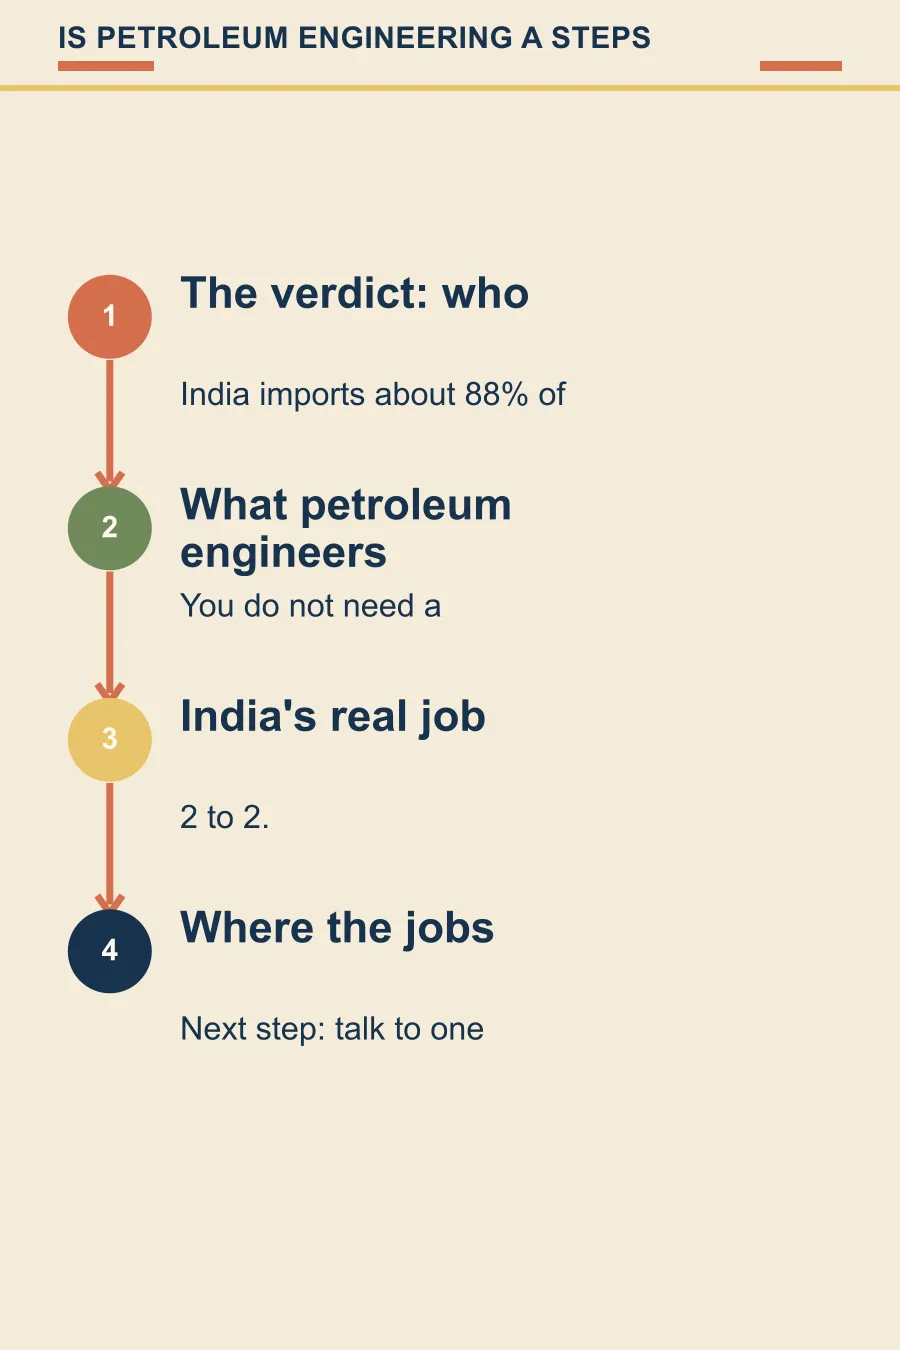 IS PETROLEUM ENGINEERING A STEPS
1
The verdict: who
India imports about 88% of
2
What petroleum
engineers
You do not need a
3
India's real job
2 to 2.
4
Where the jobs
Next step: talk to one